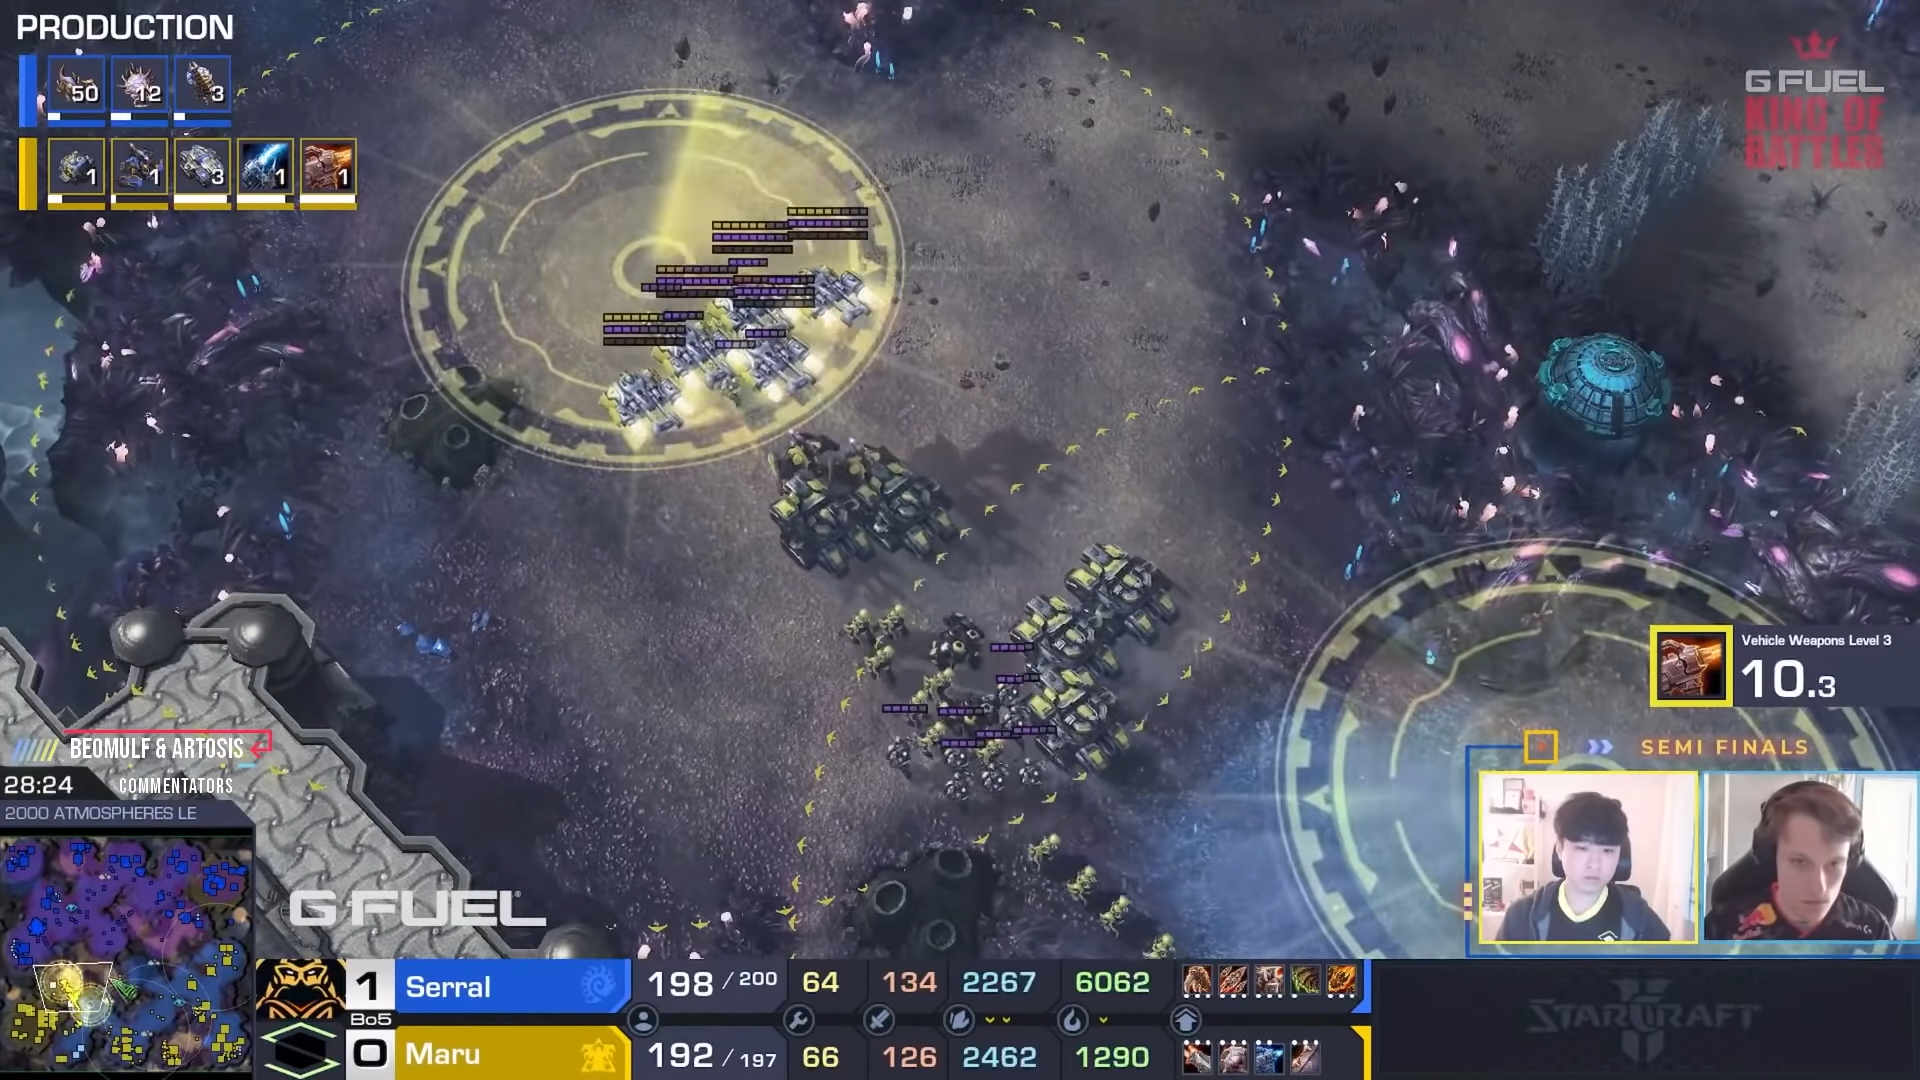 PRODUCTION
50 12 3
1 1 3 1 1
G FUEL
KING OF
BATTLES
Vehicle Weapons Level 3
10.3
SEMI FINALS
BEOMULF & ARTOSIS
COMMENTATORS
28:24
2000 ATMOSPHERES LE
G FUEL
1 Serral 198 / 200 64 134 2267 6062
Bo5
0 Maru 192 / 197 66 126 2462 1290
STARCRAFT
II